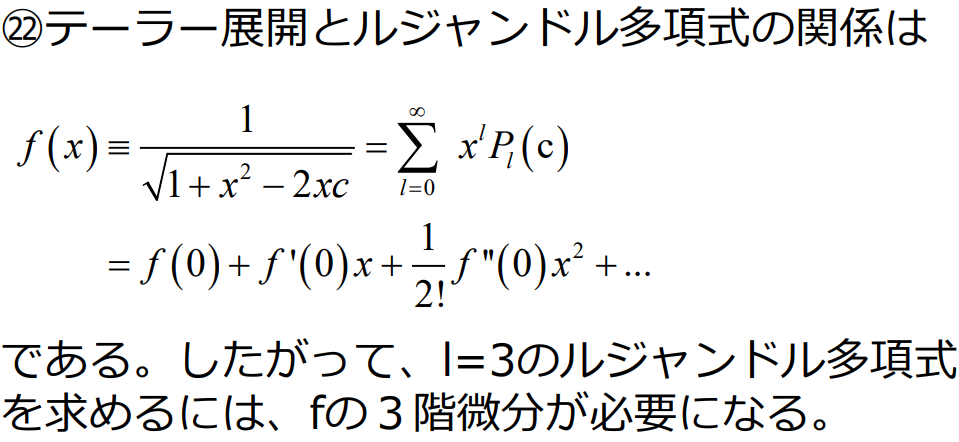 ㉒テーラー展開とルジャンドル多項式の関係は
f(x) ≡ 1/√(1+x² − 2xc) = ∑_{l=0}^{∞} x^l P_l(c)
= f(0) + f'(0)x + 1/2! f"(0)x² + ...
である。したがって、l=3のルジャンドル多項式
を求めるには、fの３階微分が必要になる。